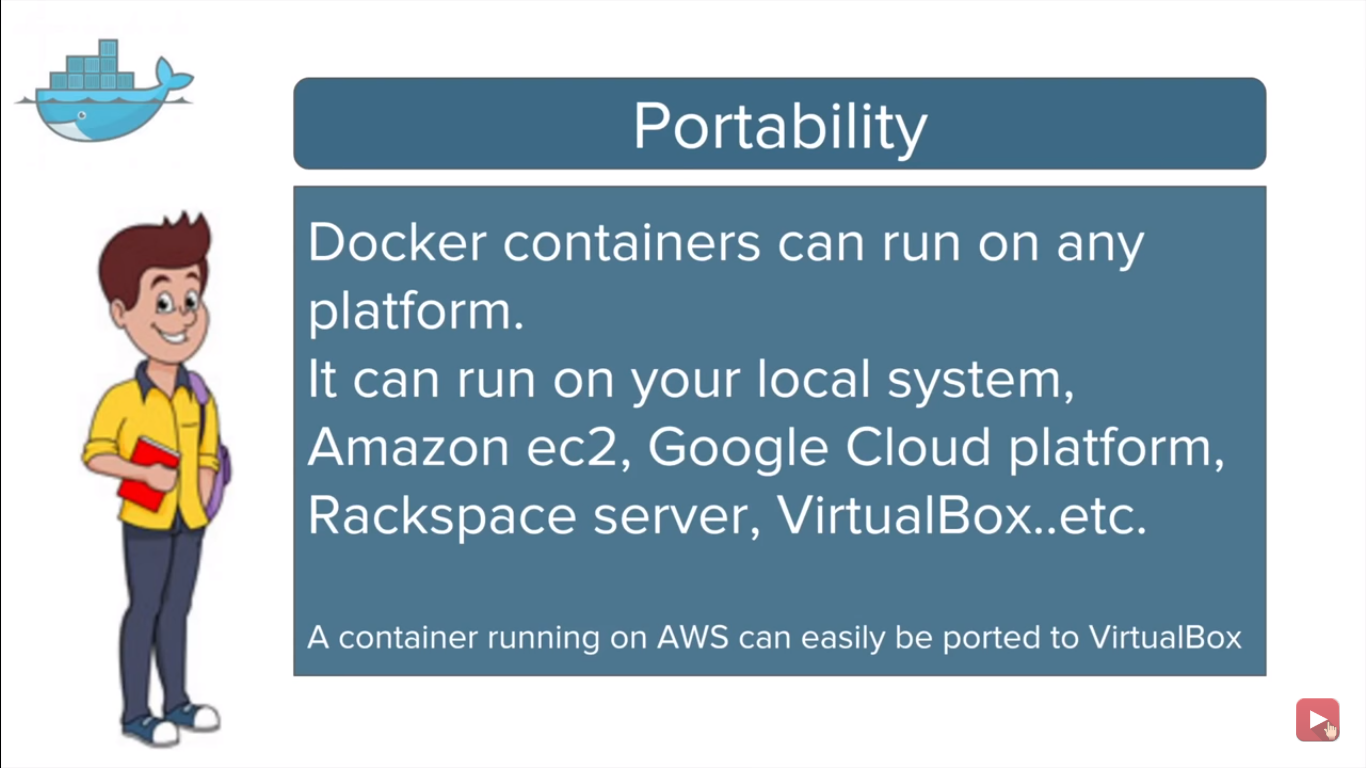 Portability
Docker containers can run on any
platform.
It can run on your local system,
Amazon ec2, Google Cloud platform,
Rackspace server, VirtualBox..etc.
A container running on AWS can easily be ported to VirtualBox